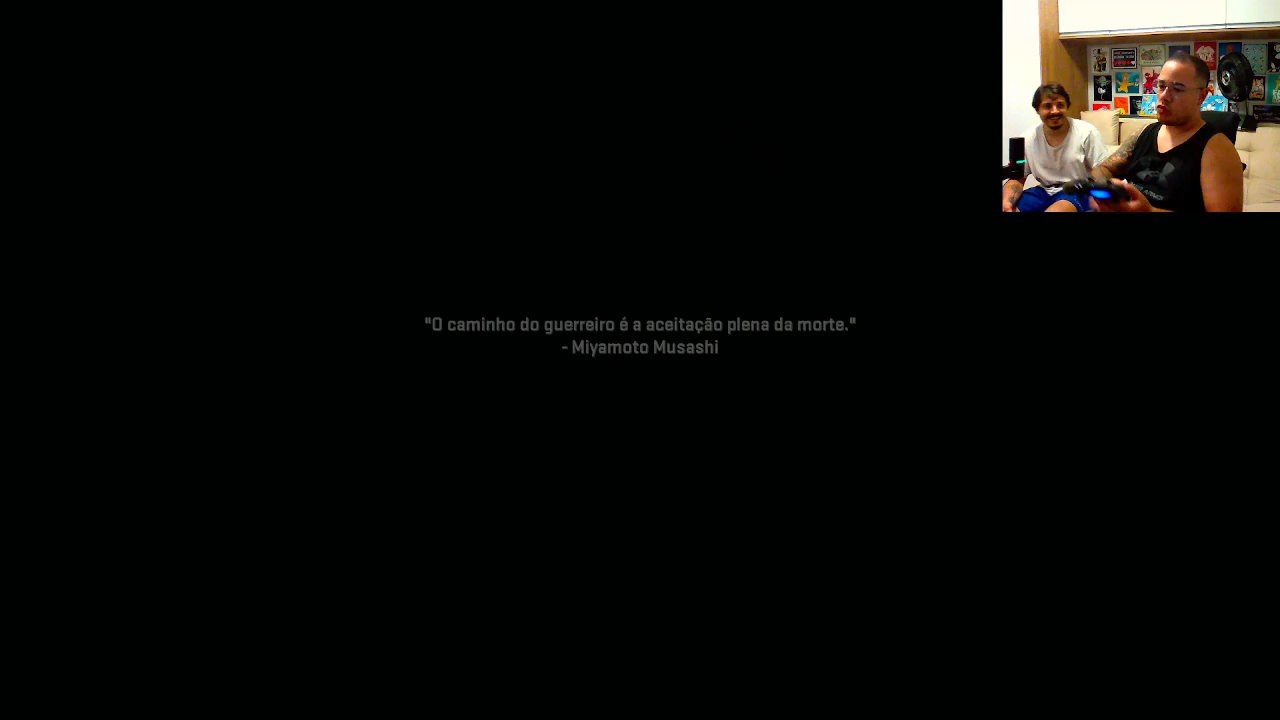 "O caminho do guerreiro é a aceitação plena da morte."
- Miyamoto Musashi